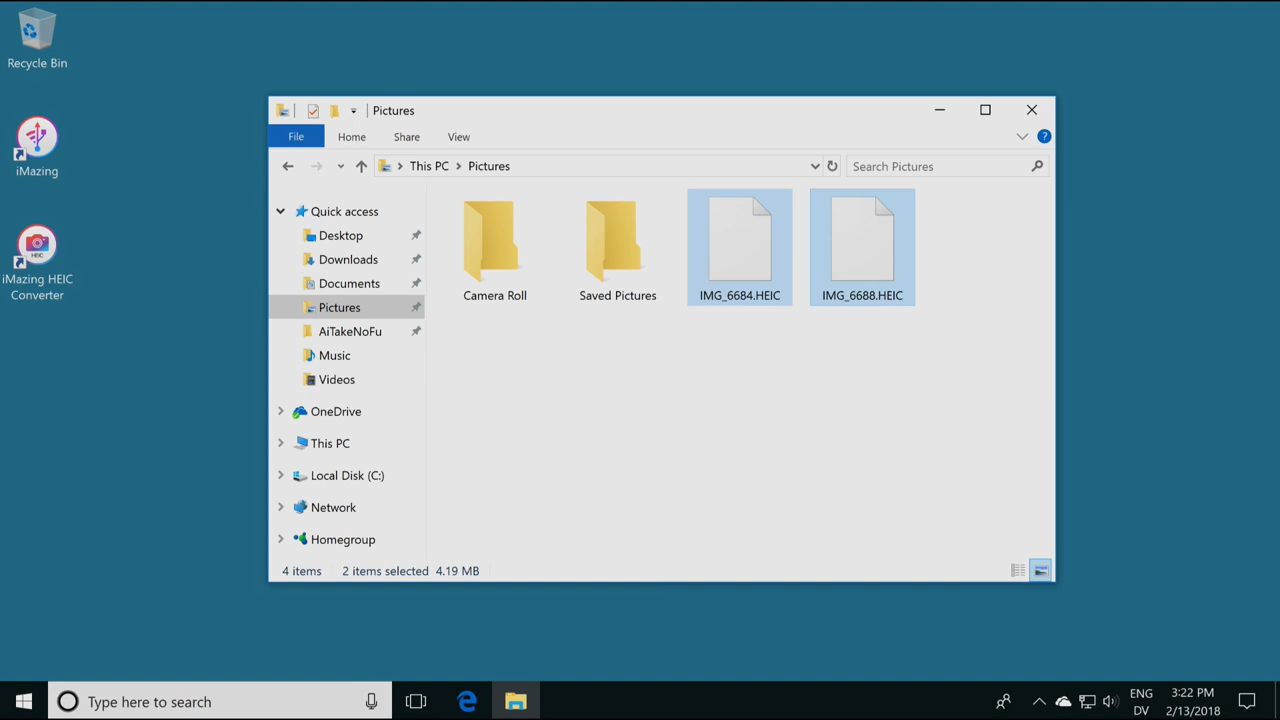 Recycle Bin
iMazing
HEIC
iMazing HEIC
Converter
Pictures
File Home Share View
This PC Pictures
Search Pictures
Quick access
Desktop
Downloads
Documents
Pictures
AiTakeNoFu
Music
Videos
OneDrive
This PC
Local Disk (C:)
Network
Homegroup
Camera Roll
Saved Pictures
IMG_6684.HEIC
IMG_6688.HEIC
4 items 2 items selected 4.19 MB
Type here to search
ENG
DV
3:22 PM
2/13/2018